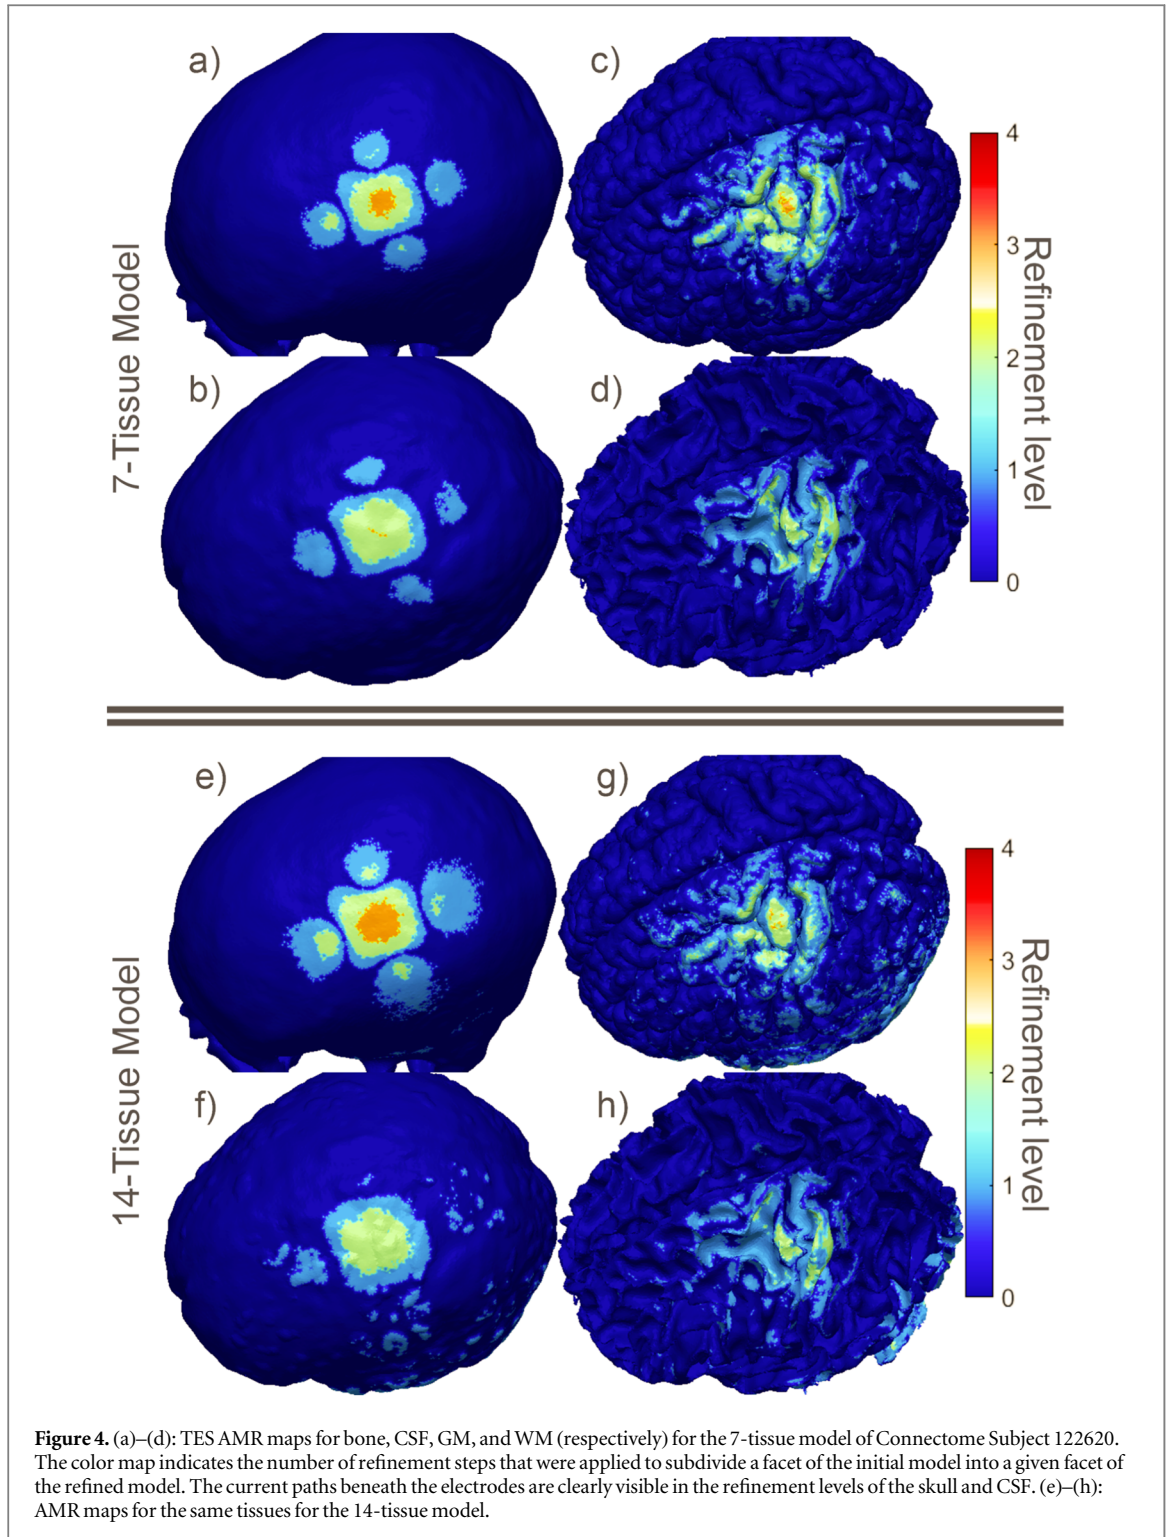 a)
c)
7-Tissue Model
b)
d)
4
3
2
1
0
Refinement level
e)
g)
14-Tissue Model
f)
h)
4
3
2
1
0
Refinement level
Figure 4. (a)–(d): TES AMR maps for bone, CSF, GM, and WM (respectively) for the 7-tissue model of Connectome Subject 122620.
The color map indicates the number of refinement steps that were applied to subdivide a facet of the initial model into a given facet of
the refined model. The current paths beneath the electrodes are clearly visible in the refinement levels of the skull and CSF. (e)–(h):
AMR maps for the same tissues for the 14-tissue model.